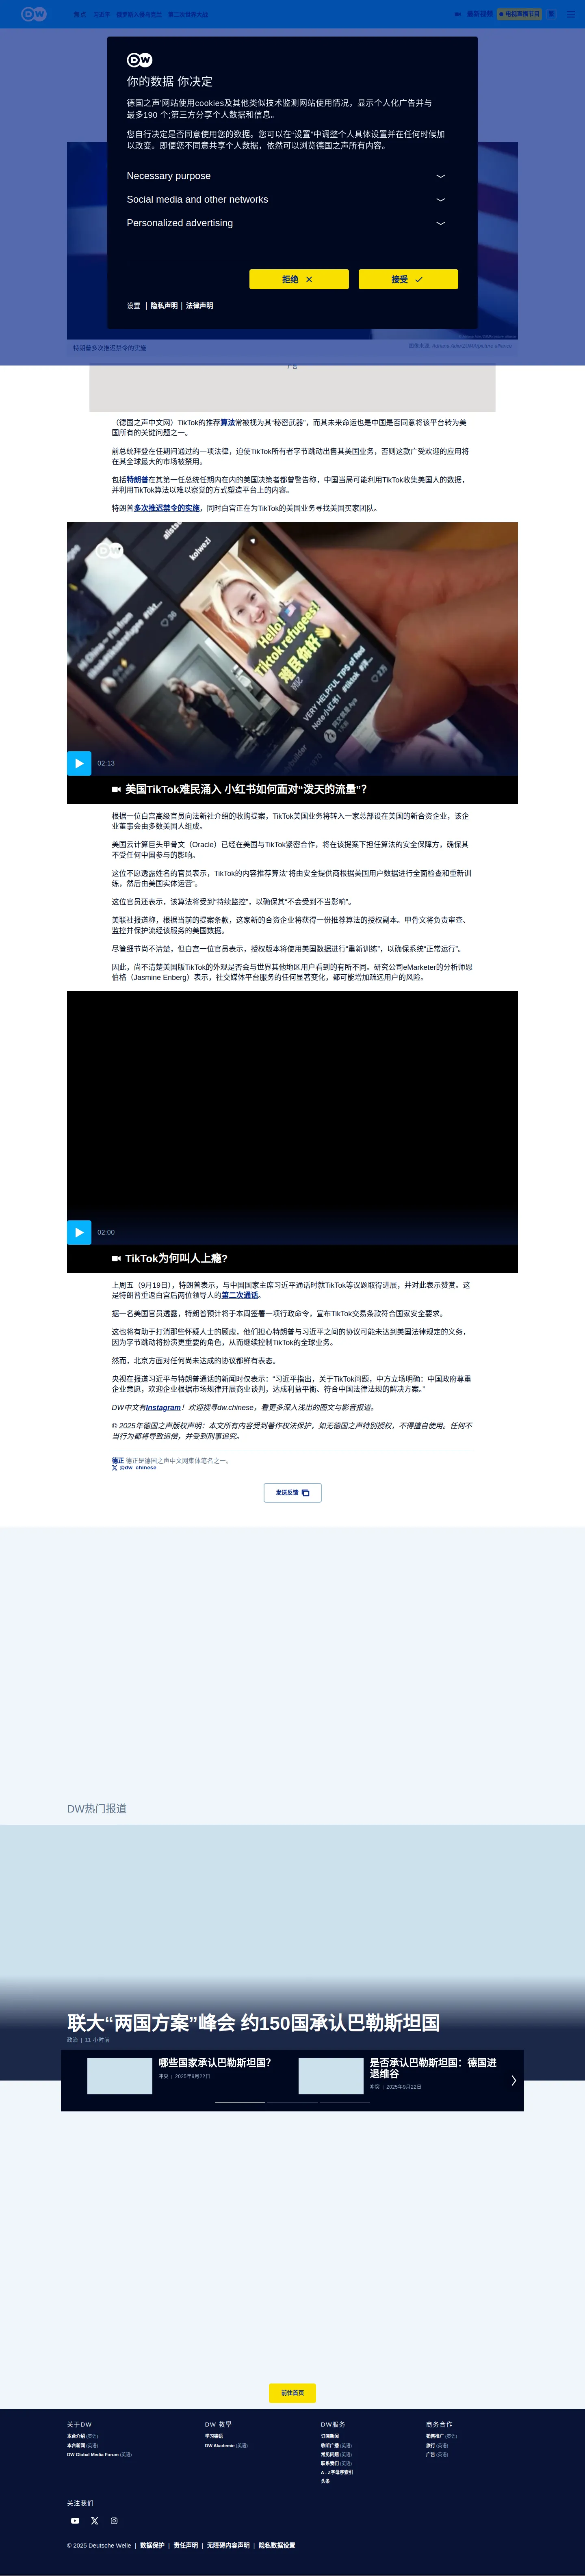 DW
最新视频
电视直播节目
繁
DW
你的数据 你决定
德国之声'网站使用cookies及其他类似技术监测网站使用情况，显示个人化广告并与
最多190 个;第三方分享个人数据和信息。
您自行决定是否同意使用您的数据。您可以在“设置”中调整个人具体设置并在任何时候加
以改变。即便您不同意共享个人数据，依然可以浏览德国之声所有内容。
Necessary purpose
Social media and other networks
Personalized advertising
拒绝
接受
设置 | 隐私声明 | 法律声明
特朗普多次推迟禁令的实施
广告
（德国之声中文网）TikTok的推荐算法常被视为其“秘密武器”，而其未来命运也是中国是否同意将该平台转为美
国所有的关键问题之一。
前总统拜登在任期间通过的一项法律，迫使TikTok所有者字节跳动出售其美国业务，否则这款广受欢迎的应用将
在其全球最大的市场被禁用。
包括特朗普在其第一任总统任期内在内的美国决策者都曾警告称，中国当局可能利用TikTok收集美国人的数据，
并利用TikTok算法以难以察觉的方式塑造平台上的内容。
特朗普多次推迟禁令的实施，同时白宫正在为TikTok的美国业务寻找美国买家团队。
kolwezi
Hello!
Tiktok refugees!
难民你好
VERY HELPFUL TIPS of Red
02:13
美国TikTok难民涌入 小红书如何面对“泼天的流量”？
根据一位白宫高级官员向法新社介绍的收购提案，TikTok美国业务将转入一家总部设在美国的新合资企业，该企
业董事会由多数美国人组成。
美国云计算巨头甲骨文（Oracle）已经在美国与TikTok紧密合作，将在该提案下担任算法的安全保障方，确保其
不受任何中国参与的影响。
这位不愿透露姓名的官员表示，TikTok的内容推荐算法“将由安全提供商根据美国用户数据进行全面检查和重新训
练，然后由美国实体运营”。
这位官员还表示，该算法将受到“持续监控”，以确保其“不会受到不当影响”。
美联社报道称，根据当前的提案条款，这家新的合资企业将获得一份推荐算法的授权副本。甲骨文将负责审查、
监控并保护流经该服务的美国数据。
尽管细节尚不清楚，但白宫一位官员表示，授权版本将使用美国数据进行“重新训练”，以确保系统“正常运行”。
因此，尚不清楚美国版TikTok的外观是否会与世界其他地区用户看到的有所不同。研究公司eMarketer的分析师恩
伯格（Jasmine Enberg）表示，社交媒体平台服务的任何显著变化，都可能增加疏远用户的风险。
02:00
TikTok为何叫人上瘾？
上周五（9月19日），特朗普表示，与中国国家主席习近平通话时就TikTok等议题取得进展，并对此表示赞赏。这
是特朗普重返白宫后两位领导人的第二次通话。
据一名美国官员透露，特朗普预计将于本周签署一项行政命令，宣布TikTok交易条款符合国家安全要求。
这也将有助于打消那些怀疑人士的顾虑，他们担心特朗普与习近平之间的协议可能未达到美国法律规定的义务，
因为字节跳动将扮演更重要的角色，从而继续控制TikTok的全球业务。
然而，北京方面对任何尚未达成的协议都鲜有表态。
央视在报道习近平与特朗普通话的新闻时仅表示：“习近平指出，关于TikTok问题，中方立场明确：中国政府尊重
企业意愿，欢迎企业根据市场规律开展商业谈判，达成利益平衡、符合中国法律法规的解决方案。”
DW中文有Instagram！欢迎搜寻dw.chinese，看更多深入浅出的图文与影音报道。
© 2025年德国之声版权声明：本文所有内容受到著作权法保护，如无德国之声特别授权，不得擅自使用。任何不
当行为都将导致追偿，并受到刑事追究。
德正 德正是德国之声中文网集体笔名之一。
@dw_chinese
发送反馈
DW热门报道
联大“两国方案”峰会 约150国承认巴勒斯坦国
政治 | 11 小时前
哪些国家承认巴勒斯坦国？
冲突 | 2025年9月22日
是否承认巴勒斯坦国：德国进
退维谷
冲突 | 2025年9月22日
前往首页
关于DW
本台介绍 (英语)
本台新闻 (英语)
DW Global Media Forum (英语)
DW 教學
学习德语
DW Akademie (英语)
DW服务
订阅新闻
收听广播 (英语)
常见问题 (英语)
联系我们 (英语)
A - Z字母序索引
头条
商务合作
销售推广 (英语)
旅行 (英语)
广告 (英语)
关注我们
© 2025 Deutsche Welle | 数据保护 | 责任声明 | 无障碍内容声明 | 隐私数据设置